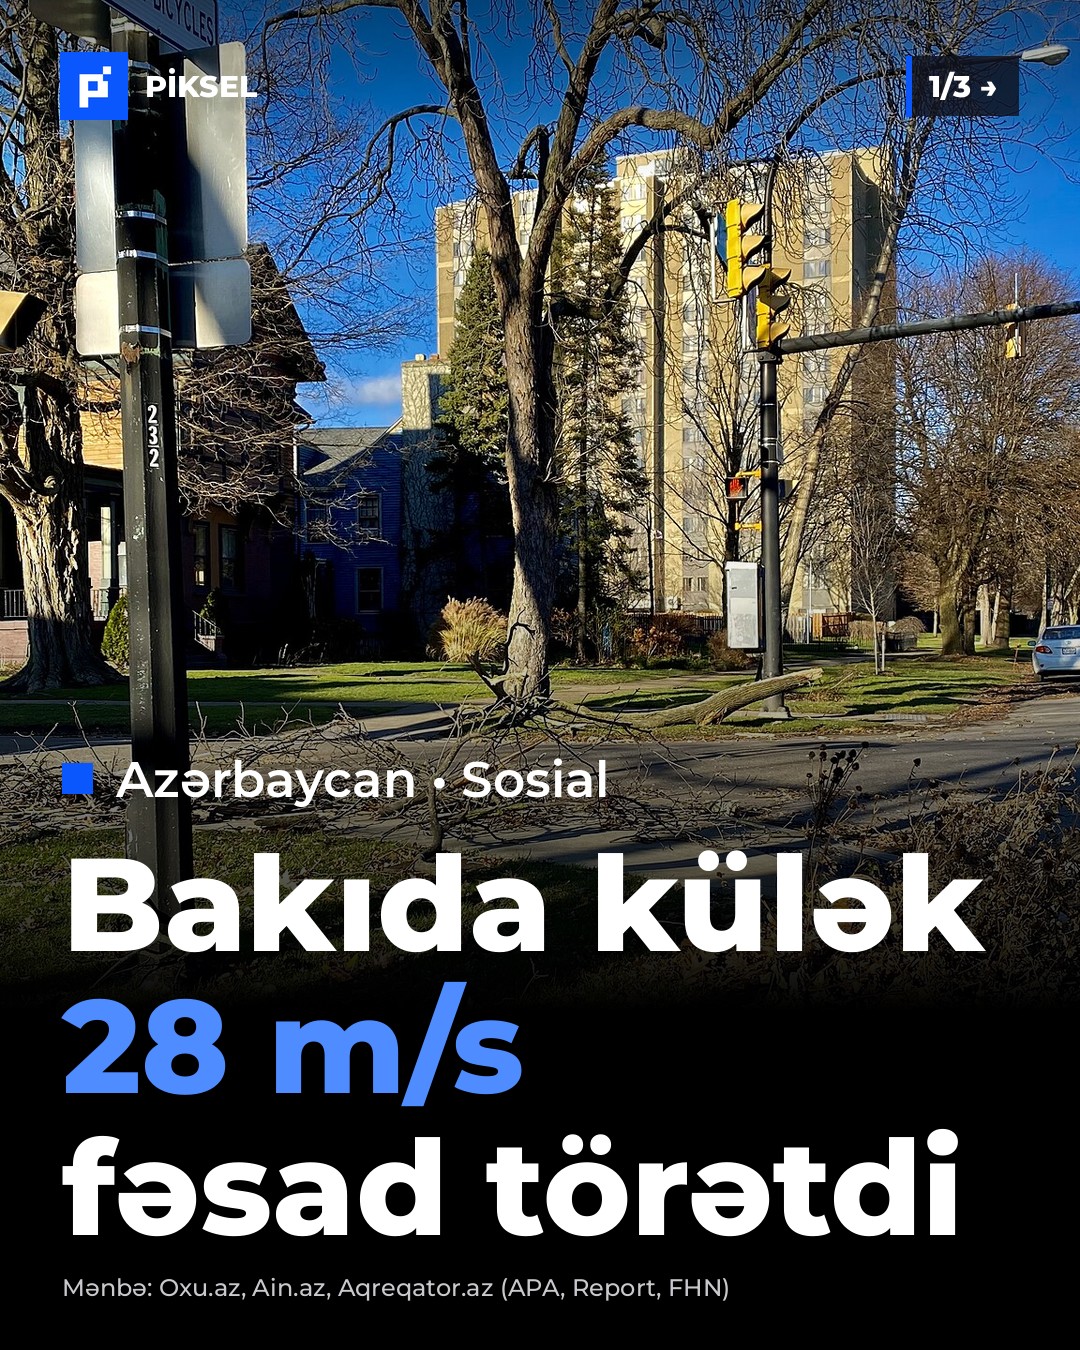 BICYCLES
PİKSEL
1/3 →
232
Azərbaycan • Sosial
Bakıda külək
28 m/s
fəsad törətdi
Mənbə: Oxu.az, Ain.az, Aqreqator.az (APA, Report, FHN)